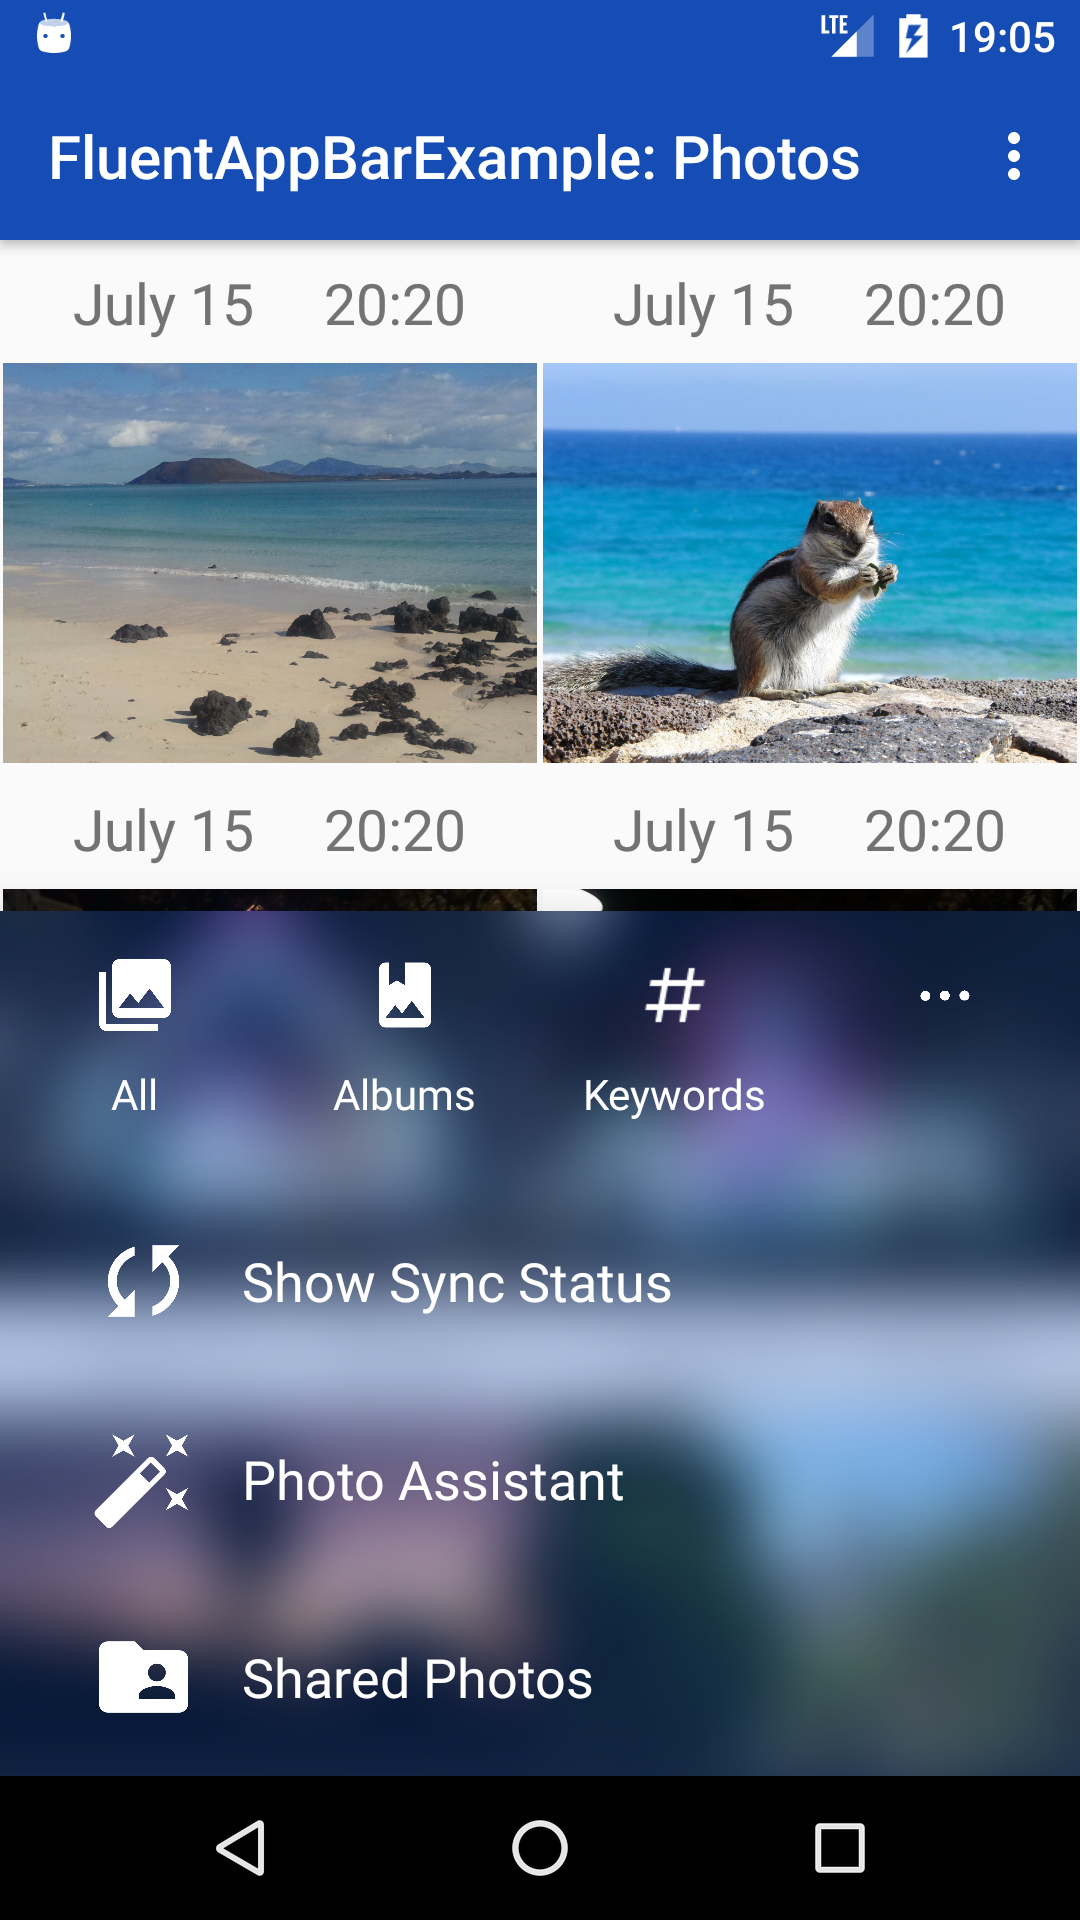 LTE 19:05
FluentAppBarExample: Photos
July 15 20:20 July 15 20:20
July 15 20:20 July 15 20:20
All Albums Keywords
Show Sync Status
Photo Assistant
Shared Photos